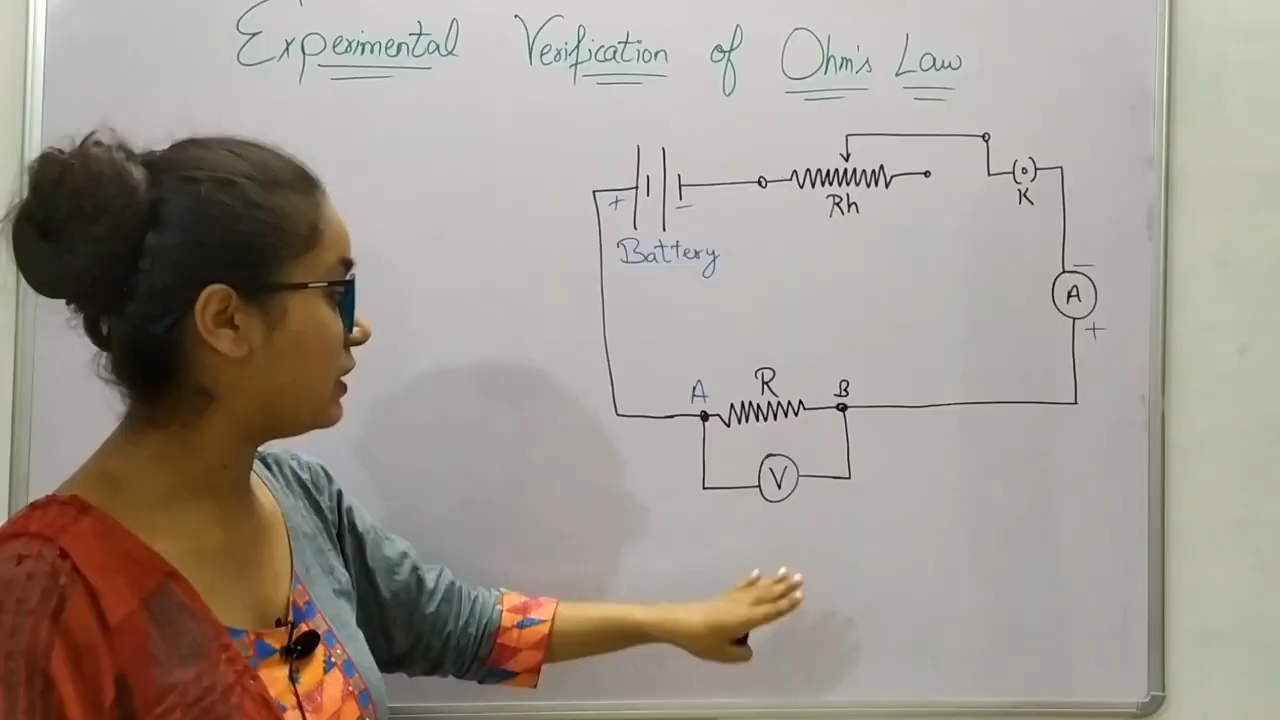 Experimental Verification of Ohm's Law
+ −
Battery
Rh
K
−
A
+
A R B
V